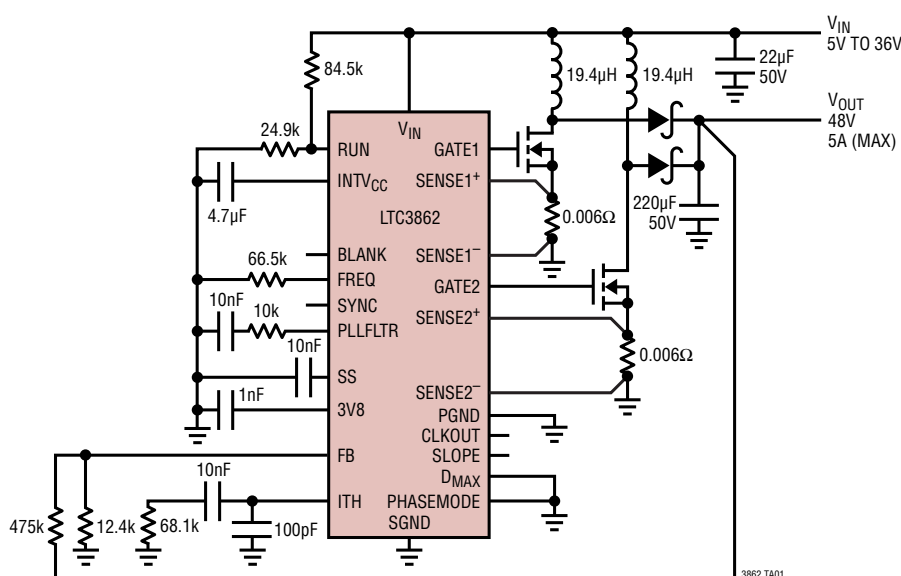 V_IN
5V TO 36V
84.5k
19.4µH
19.4µH
22µF
50V
V_OUT
48V
5A (MAX)
24.9k
V_IN
RUN
GATE1
INTV_CC
SENSE1+
4.7µF
LTC3862
0.006Ω
220µF
50V
BLANK
SENSE1–
66.5k
FREQ
GATE2
10nF
10k
SYNC
PLLFLTR
SENSE2+
10nF
SS
0.006Ω
1nF
3V8
SENSE2–
PGND
CLKOUT
FB
SLOPE
10nF
D_MAX
ITH
PHASEMODE
475k
12.4k
68.1k
100pF
SGND
3862 TA01